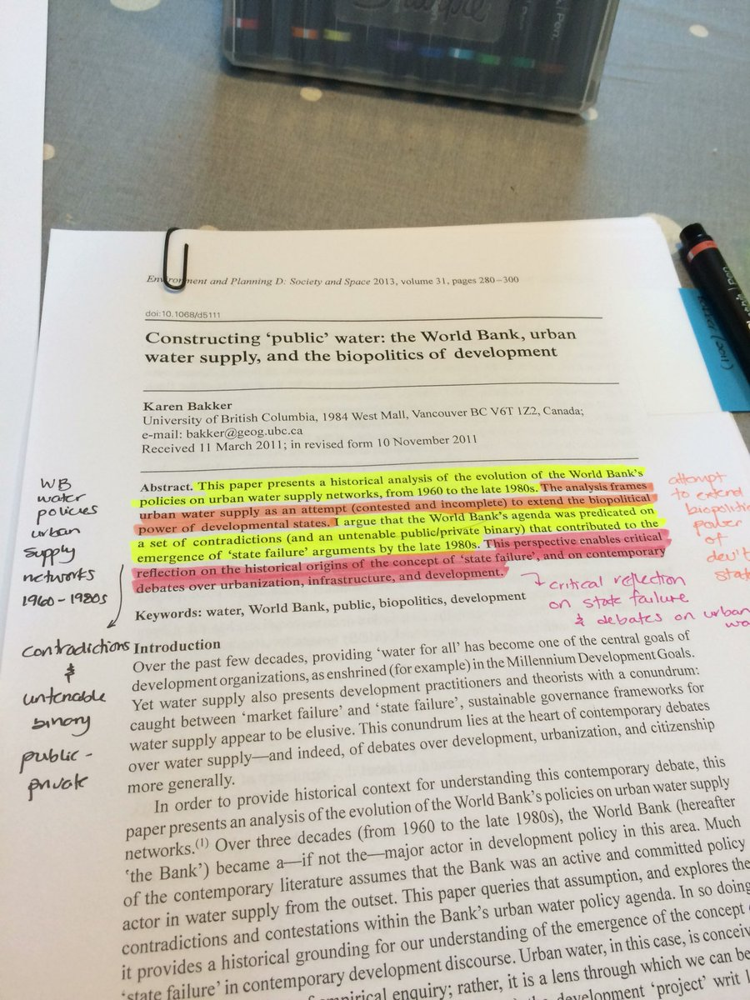 Sharpie
Pen.
Environment and Planning D: Society and Space 2013, volume 31, pages 280–300
doi:10.1068/d5111
Constructing ‘public’ water: the World Bank, urban
water supply, and the biopolitics of development
Karen Bakker
University of British Columbia, 1984 West Mall, Vancouver BC V6T 1Z2, Canada;
e-mail: bakker@geog.ubc.ca
Received 11 March 2011; in revised form 10 November 2011
Abstract. This paper presents a historical analysis of the evolution of the World Bank’s
policies on urban water supply networks, from 1960 to the late 1980s. The analysis frames
urban water supply as an attempt (contested and incomplete) to extend the biopolitical
power of developmental states. I argue that the World Bank’s agenda was predicated on
a set of contradictions (and an untenable public/private binary) that contributed to the
emergence of ‘state failure’ arguments by the late 1980s. This perspective enables critical
reflection on the historical origins of the concept of ‘state failure’, and on contemporary
debates over urbanization, infrastructure, and development.
Keywords: water, World Bank, public, biopolitics, development
WB
water
policies
urban
supply
networks
1960-1980s
contradictions
&
untenable
binary
public-
private
attempt
to extend
biopoliti
power
of
dev't
stat
critical reflection
on state failure
& debates on urban
wa
Introduction
Over the past few decades, providing ‘water for all’ has become one of the central goals of
development organizations, as enshrined (for example) in the Millennium Development Goals.
Yet water supply also presents development practitioners and theorists with a conundrum:
caught between ‘market failure’ and ‘state failure’, sustainable governance frameworks for
water supply appear to be elusive. This conundrum lies at the heart of contemporary debates
over water supply—and indeed, of debates over development, urbanization, and citizenship
more generally.
In order to provide historical context for understanding this contemporary debate, this
paper presents an analysis of the evolution of the World Bank’s policies on urban water supply
networks.(1) Over three decades (from 1960 to the late 1980s), the World Bank (hereafter
‘the Bank’) became a—if not the—major actor in development policy in this area. Much
of the contemporary literature assumes that the Bank was an active and committed policy
actor in water supply from the outset. This paper queries that assumption, and explores the
contradictions and contestations within the Bank’s urban water policy agenda. In so doing
it provides a historical grounding for our understanding of the emergence of the concept
‘state failure’ in contemporary development discourse. Urban water, in this case, is conceiv
empirical enquiry; rather, it is a lens through which we can be
development ‘project’ writ l